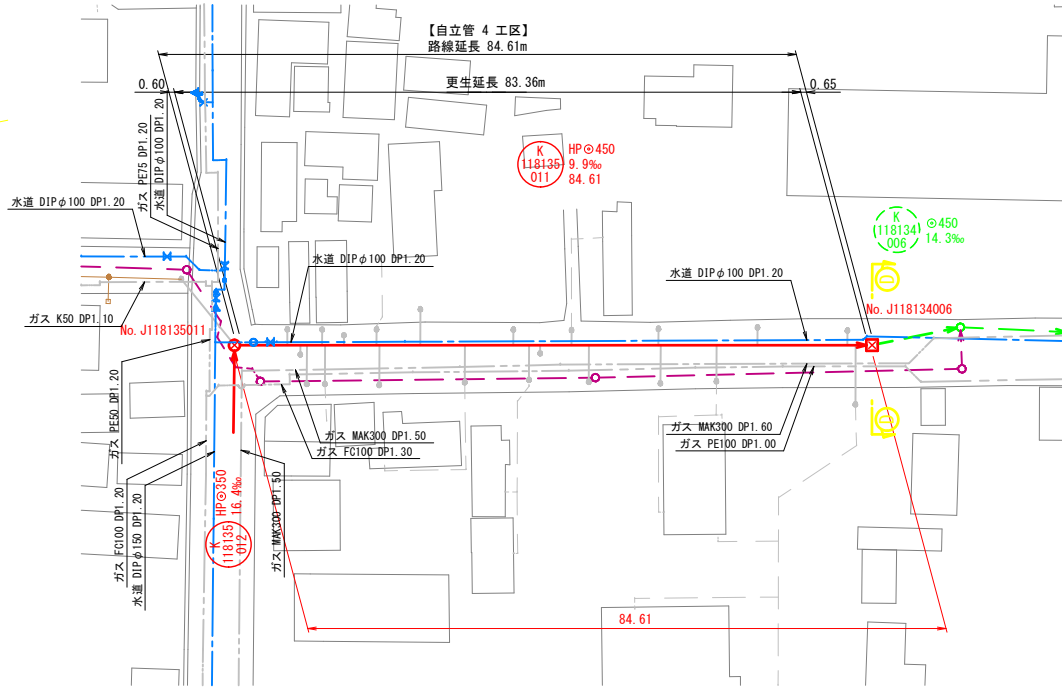 【自立管 4 工区】
路線延長 84.61m
0.60
更生延長 83.36m
0.65
ガス PE75 DP1.20
水道 DIPφ100 DP1.20
K
118135
011
HP◎450
9.9‰
84.61
水道 DIPφ100 DP1.20
K
118134
006
◎450
14.3‰
水道 DIPφ100 DP1.20
水道 DIPφ100 DP1.20
D
ガス K50 DP1.10
No. J118135011
No. J118134006
ガス PE50 DP1.20
ガス MAK300 DP1.50
ガス FC100 DP1.30
ガス MAK300 DP1.60
ガス PE100 DP1.00
D
ガス FC100 DP1.20
水道 DIPφ150 DP1.20
HP◎350
16.4‰
K
118135
012
ガス MAK300 DP1.50
84.61